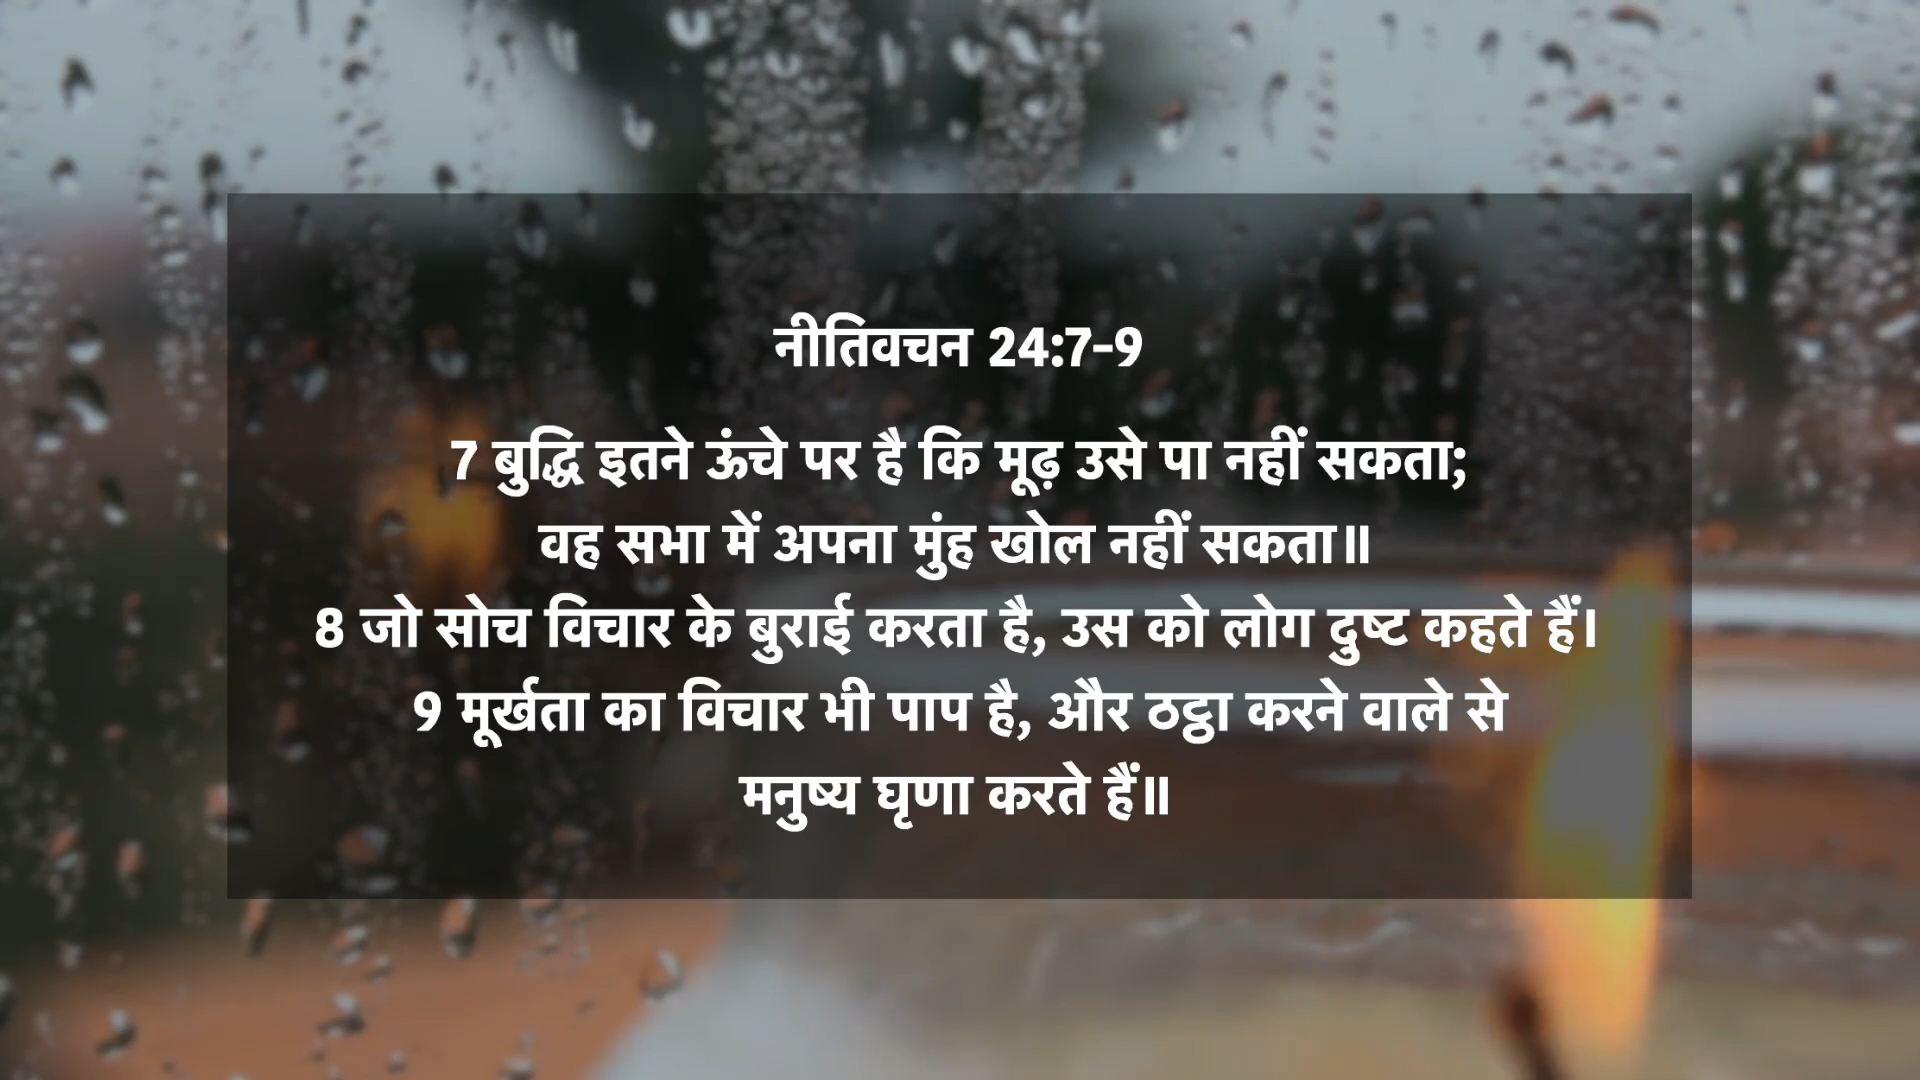 नीतिवचन 24:7-9
7 बुद्धि इतने ऊंचे पर है कि मूढ़ उसे पा नहीं सकता;
वह सभा में अपना मुंह खोल नहीं सकता॥
8 जो सोच विचार के बुराई करता है, उस को लोग दुष्ट कहते हैं।
9 मूर्खता का विचार भी पाप है, और ठट्ठा करने वाले से
मनुष्य घृणा करते हैं॥